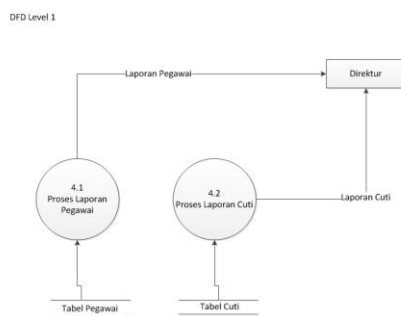 DFD Level 1
Laporan Pegawai
Direktur
4.1
Proses Laporan
Pegawai
4.2
Proses Laporan Cuti
Laporan Cuti
Tabel Pegawai
Tabel Cuti